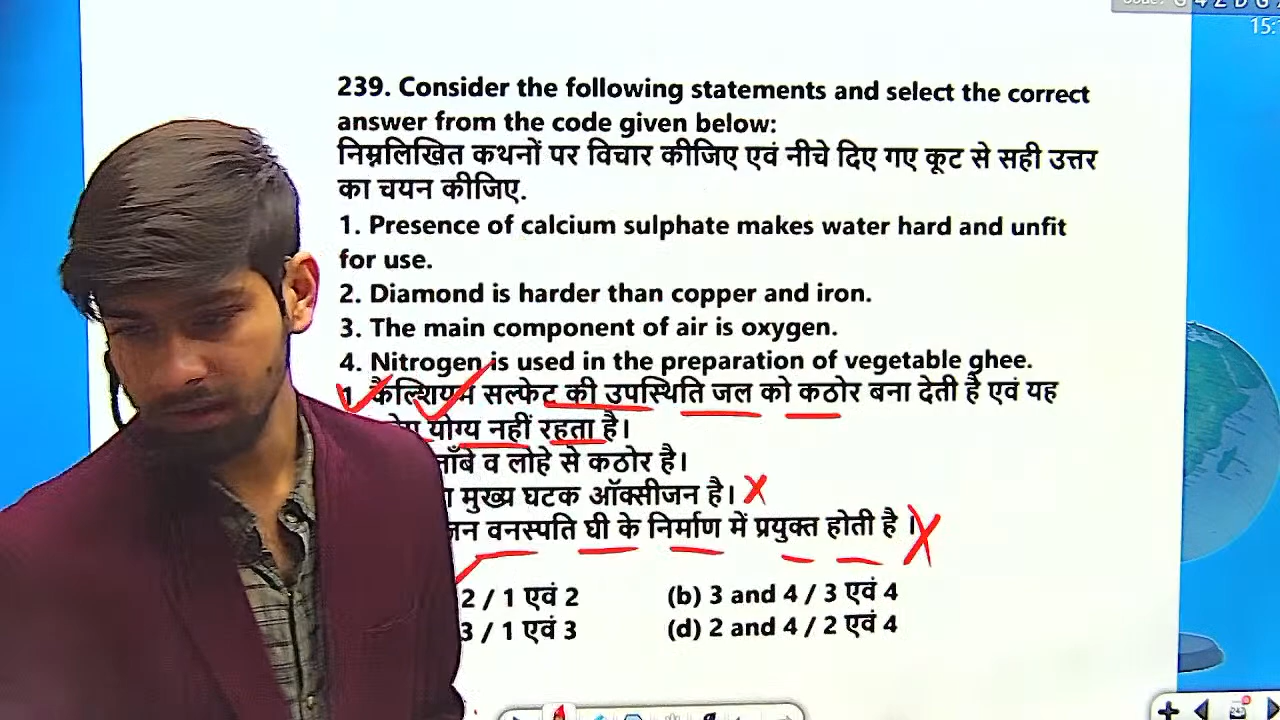 239. Consider the following statements and select the correct
answer from the code given below:
निम्नलिखित कथनों पर विचार कीजिए एवं नीचे दिए गए कूट से सही उत्तर
का चयन कीजिए.
1. Presence of calcium sulphate makes water hard and unfit
for use.
2. Diamond is harder than copper and iron.
3. The main component of air is oxygen.
4. Nitrogen is used in the preparation of vegetable ghee.
1. कैल्शियम सल्फेट की उपस्थिति जल को कठोर बना देती है एवं यह
योग्य नहीं रहता है।
व लोहे से कठोर है।
मुख्य घटक ऑक्सीजन है।
वनस्पति घी के निर्माण में प्रयुक्त होती है ।
2 / 1 एवं 2 (b) 3 and 4 / 3 एवं 4
3 / 1 एवं 3 (d) 2 and 4 / 2 एवं 4